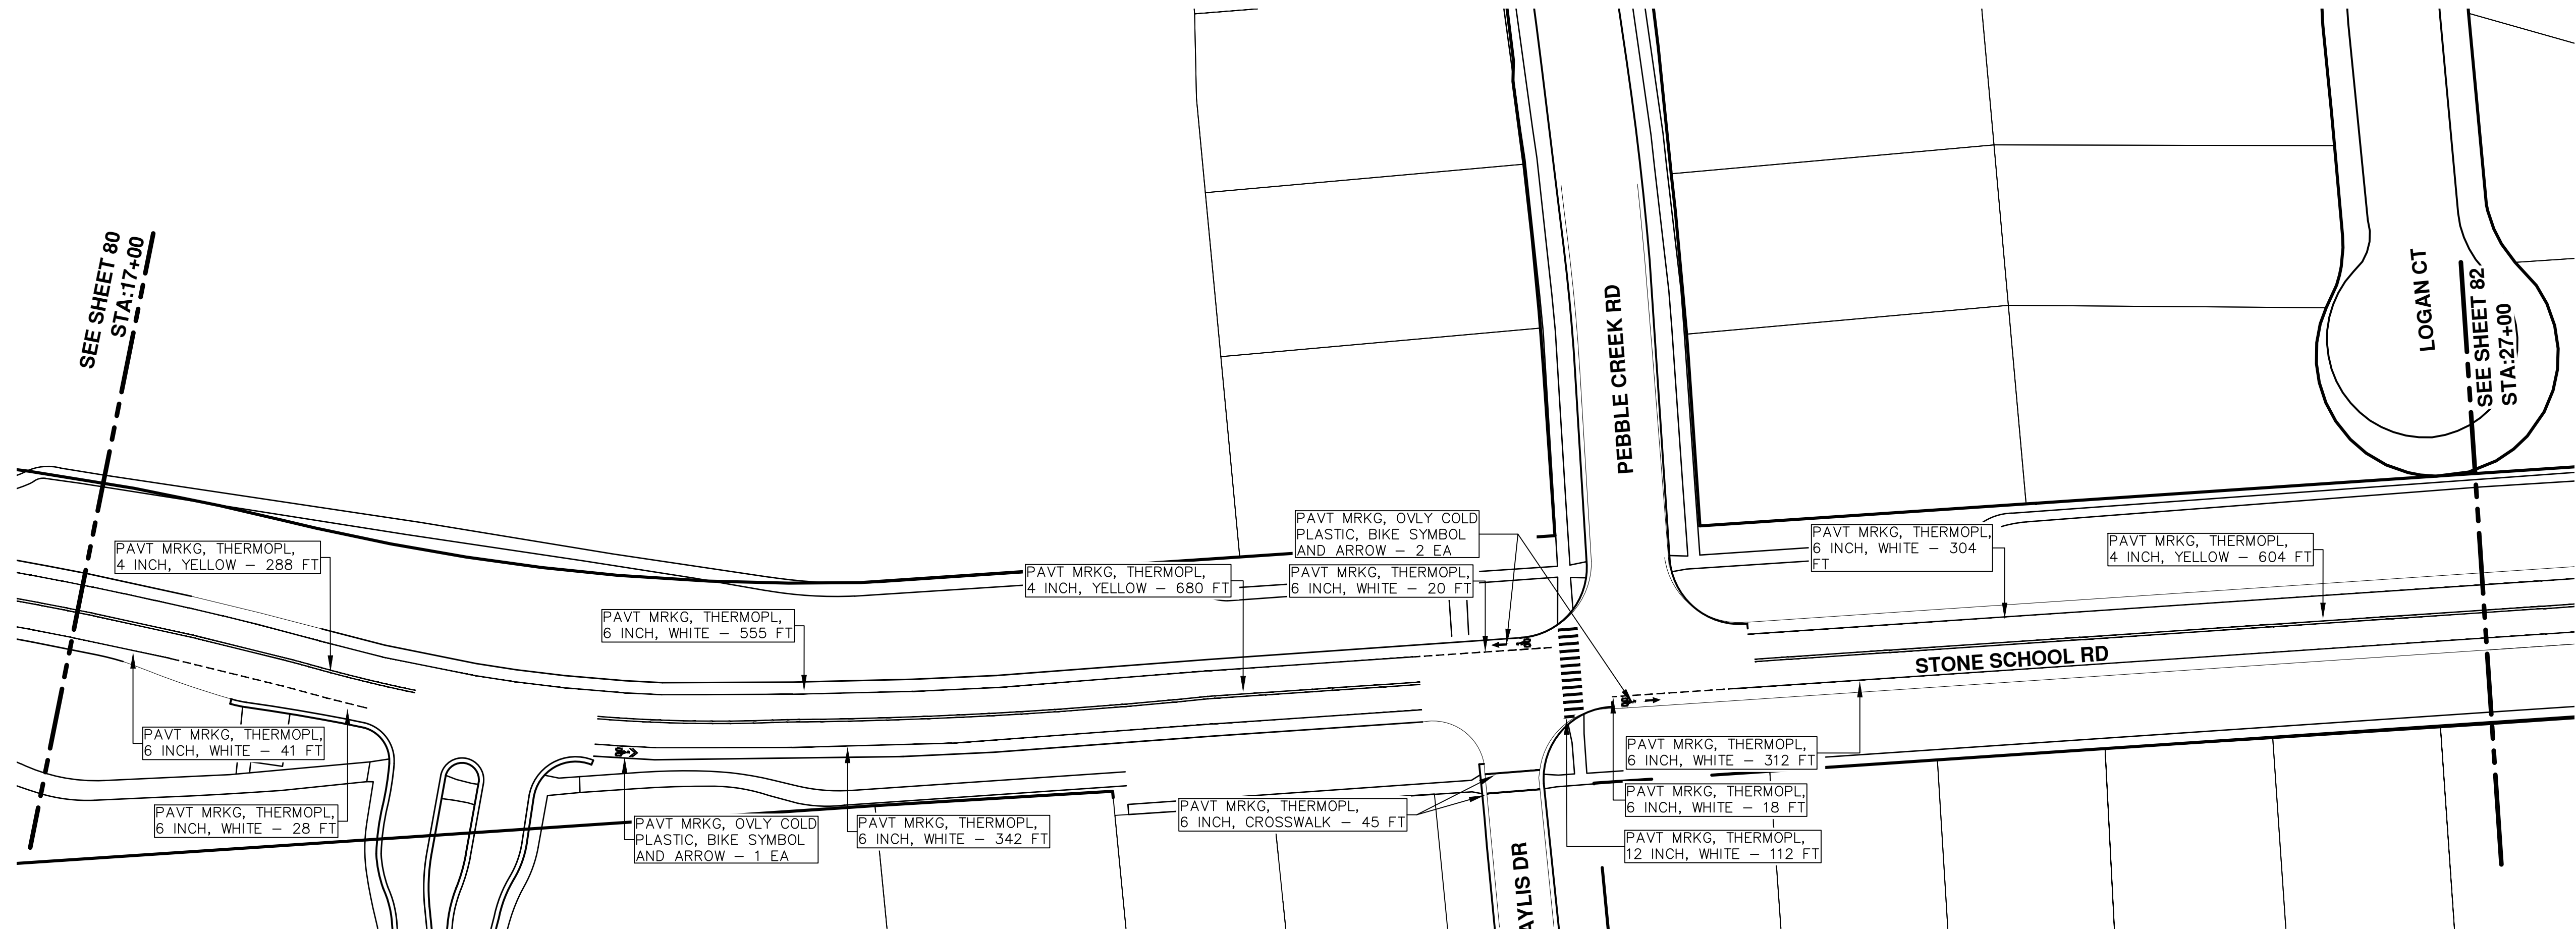 SEE SHEET 80
STA:17+00
PAVT MRKG, THERMOPL,
4 INCH, YELLOW – 288 FT
PAVT MRKG, THERMOPL,
6 INCH, WHITE – 41 FT
PAVT MRKG, THERMOPL,
6 INCH, WHITE – 28 FT
PAVT MRKG, THERMOPL,
6 INCH, WHITE – 555 FT
PAVT MRKG, OVLY COLD
PLASTIC, BIKE SYMBOL
AND ARROW – 1 EA
PAVT MRKG, THERMOPL,
6 INCH, WHITE – 342 FT
PAVT MRKG, THERMOPL,
4 INCH, YELLOW – 680 FT
PAVT MRKG, OVLY COLD
PLASTIC, BIKE SYMBOL
AND ARROW – 2 EA
PAVT MRKG, THERMOPL,
6 INCH, WHITE – 20 FT
PAVT MRKG, THERMOPL,
6 INCH, CROSSWALK – 45 FT
AYLIS DR
PEBBLE CREEK RD
PAVT MRKG, THERMOPL,
6 INCH, WHITE – 312 FT
PAVT MRKG, THERMOPL,
6 INCH, WHITE – 18 FT
PAVT MRKG, THERMOPL,
12 INCH, WHITE – 112 FT
PAVT MRKG, THERMOPL,
6 INCH, WHITE – 304
FT
STONE SCHOOL RD
PAVT MRKG, THERMOPL,
4 INCH, YELLOW – 604 FT
LOGAN CT
SEE SHEET 82
STA:27+00